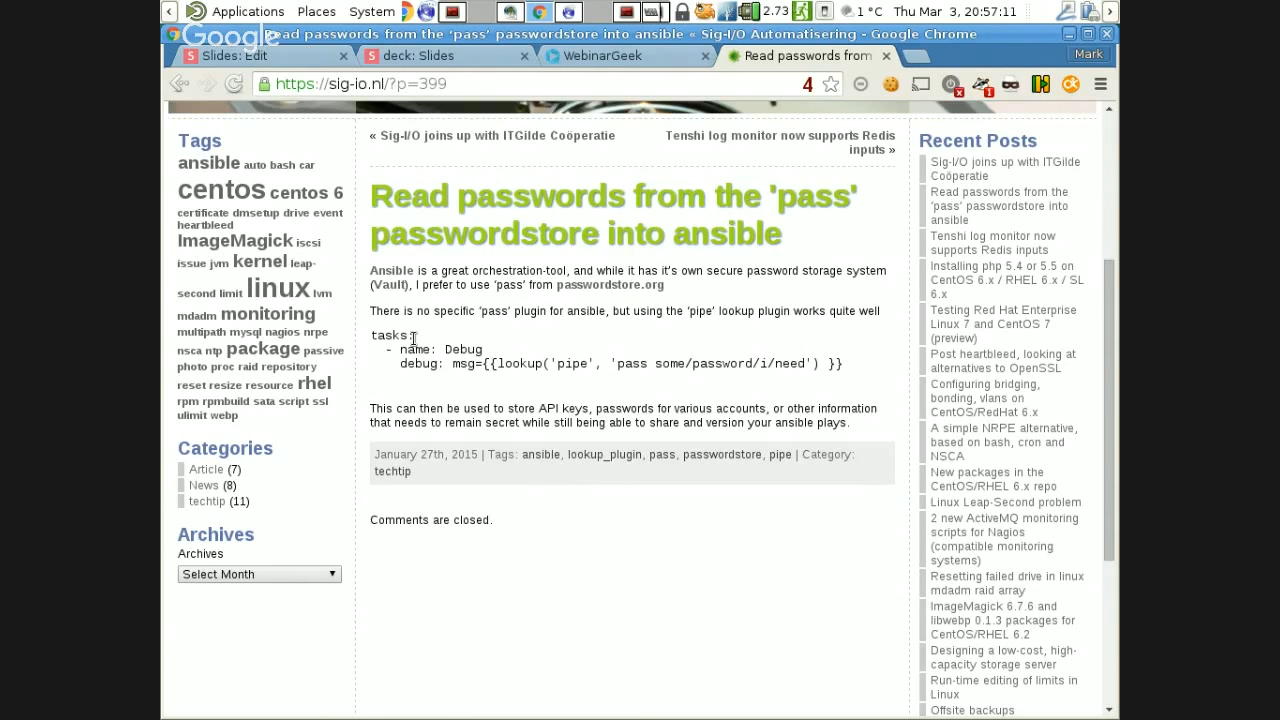 Applications Places System 2.73 1 °C Thu Mar 3, 20:57:11
Google
Read passwords from the 'pass' passwordstore into ansible « Sig-I/O Automatisering - Google Chrome
Slides: Edit
deck: Slides
WebinarGeek
Read passwords from
Mark
https://sig-io.nl/?p=399
4
Tags
ansible auto bash car
centos centos 6
certificate dmsetup drive event
heartbleed
ImageMagick iscsi
issue jvm kernel leap-
second limit linux lvm
mdadm monitoring
multipath mysql nagios nrpe
nsca ntp package passive
photo proc raid repository
reset resize resource rhel
rpm rpmbuild sata script ssl
ulimit webp
Categories
Article (7)
News (8)
techtip (11)
Archives
Archives
Select Month
« Sig-I/O joins up with ITGilde Coöperatie
Tenshi log monitor now supports Redis
inputs »
Read passwords from the 'pass'
passwordstore into ansible
Ansible is a great orchestration-tool, and while it has it's own secure password storage system
(Vault), I prefer to use 'pass' from passwordstore.org
There is no specific 'pass' plugin for ansible, but using the 'pipe' lookup plugin works quite well
tasks:
- name: Debug
debug: msg={{lookup('pipe', 'pass some/password/i/need') }}
This can then be used to store API keys, passwords for various accounts, or other information
that needs to remain secret while still being able to share and version your ansible plays.
January 27th, 2015 | Tags: ansible, lookup_plugin, pass, passwordstore, pipe | Category:
techtip
Comments are closed.
Recent Posts
Sig-I/O joins up with ITGilde
Coöperatie
Read passwords from the
'pass' passwordstore into
ansible
Tenshi log monitor now
supports Redis inputs
Installing php 5.4 or 5.5 on
CentOS 6.x / RHEL 6.x / SL
6.x
Testing Red Hat Enterprise
Linux 7 and CentOS 7
(preview)
Post heartbleed, looking at
alternatives to OpenSSL
Configuring bridging,
bonding, vlans on
CentOS/RedHat 6.x
A simple NRPE alternative,
based on bash, cron and
NSCA
New packages in the
CentOS/RHEL 6.x repo
Linux Leap-Second problem
2 new ActiveMQ monitoring
scripts for Nagios
(compatible monitoring
systems)
Resetting failed drive in linux
mdadm raid array
ImageMagick 6.7.6 and
libwebp 0.1.3 packages for
CentOS/RHEL 6.2
Designing a low-cost, high-
capacity storage server
Run-time editing of limits in
Linux
Offsite backups